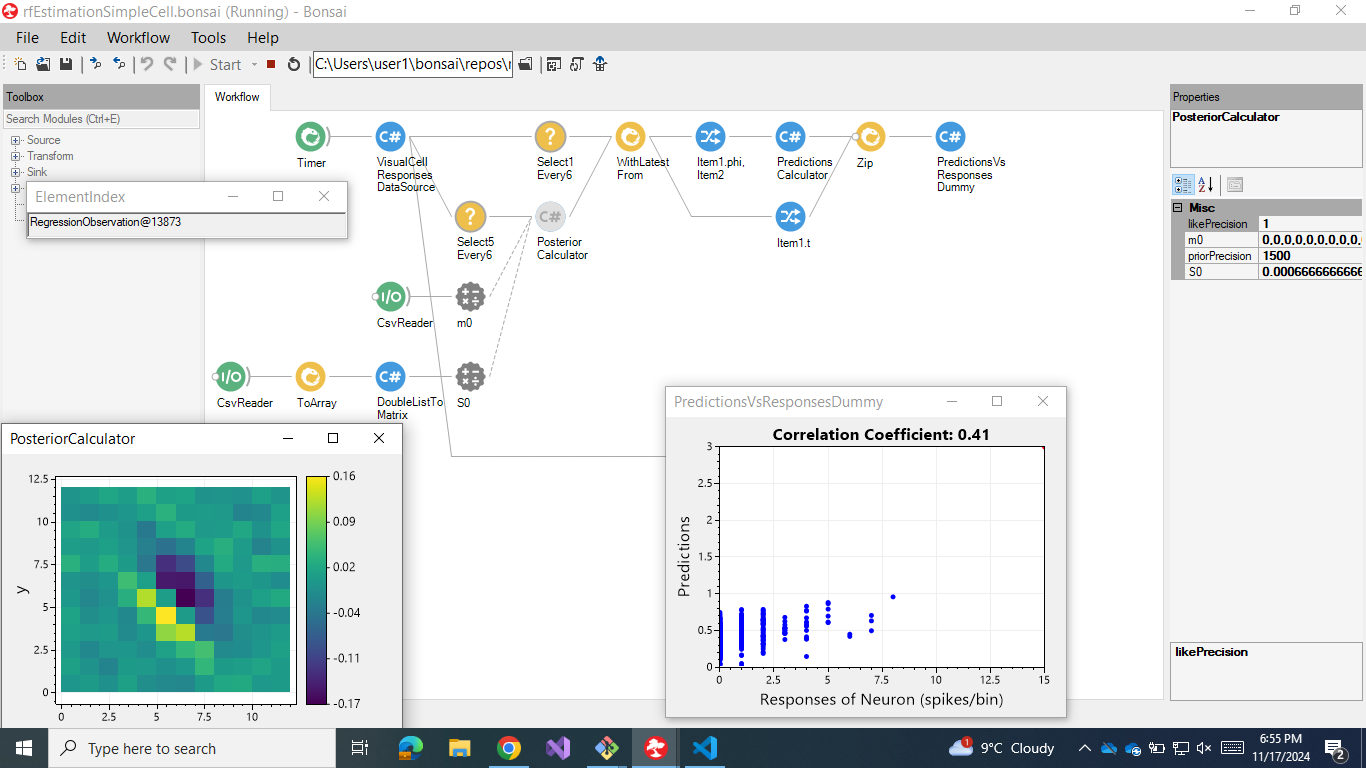 rfEstimationSimpleCell.bonsai (Running) - Bonsai
File Edit Workflow Tools Help
Start
C:\Users\user1\bonsai\repos\r
Toolbox
Search Modules (Ctrl+E)
Source
Transform
Sink
Workflow
Timer
VisualCell
Responses
DataSource
Select1
Every6
WithLatest
From
Item1.phi,
Item2
Predictions
Calculator
Zip
PredictionsVs
Responses
Dummy
Select5
Every6
Posterior
Calculator
Item1.t
CsvReader
m0
CsvReader
ToArray
DoubleListTo
Matrix
S0
ElementIndex
RegressionObservation@13873
Properties
PosteriorCalculator
Misc
likePrecision 1
m0 0,0,0,0,0,0,0,0,0,
priorPrecision 1500
S0 0.0006666666666
likePrecision
PosteriorCalculator
12.5
10
7.5
5
2.5
0
y
0 2.5 5 7.5 10
0.16
0.09
0.02
-0.04
-0.11
-0.17
PredictionsVsResponsesDummy
Correlation Coefficient: 0.41
3
2.5
2
1.5
1
0.5
0
Predictions
0 2.5 5 7.5 10 12.5 15
Responses of Neuron (spikes/bin)
Type here to search
1
9°C Cloudy
6:55 PM
11/17/2024
2